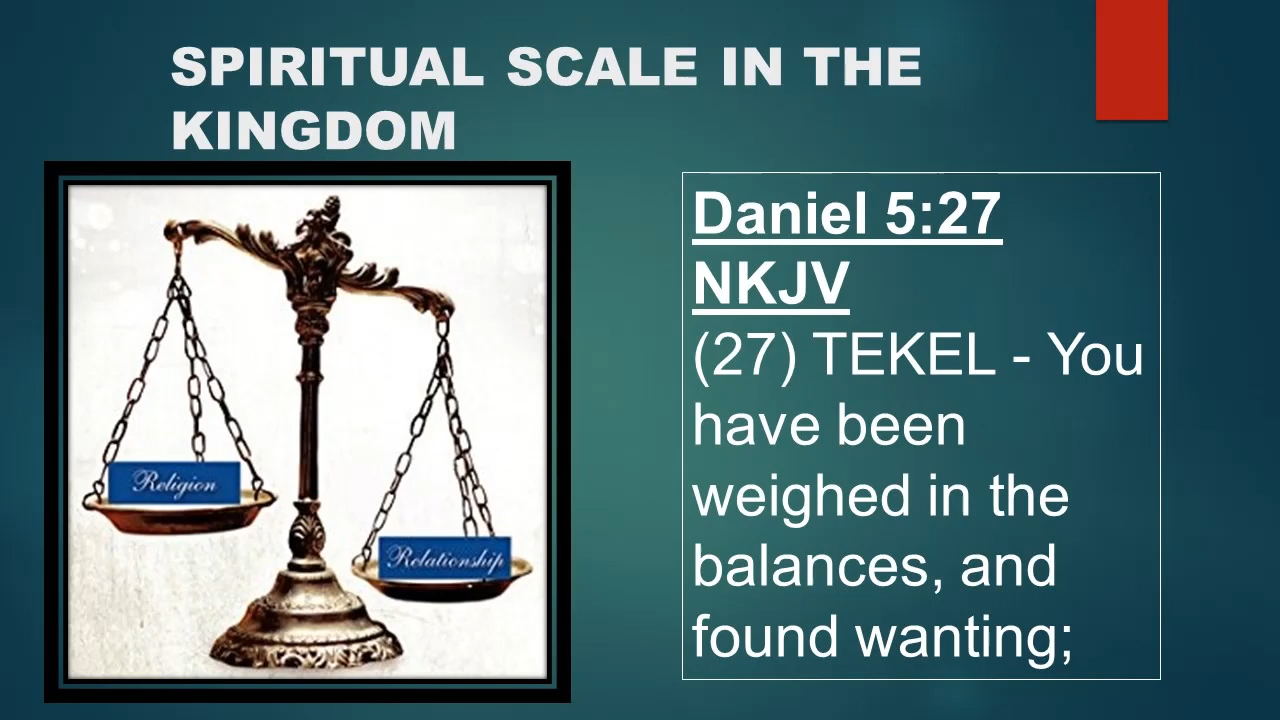 SPIRITUAL SCALE IN THE
KINGDOM
Religion
Relationship
Daniel 5:27
NKJV
(27) TEKEL - You
have been
weighed in the
balances, and
found wanting;